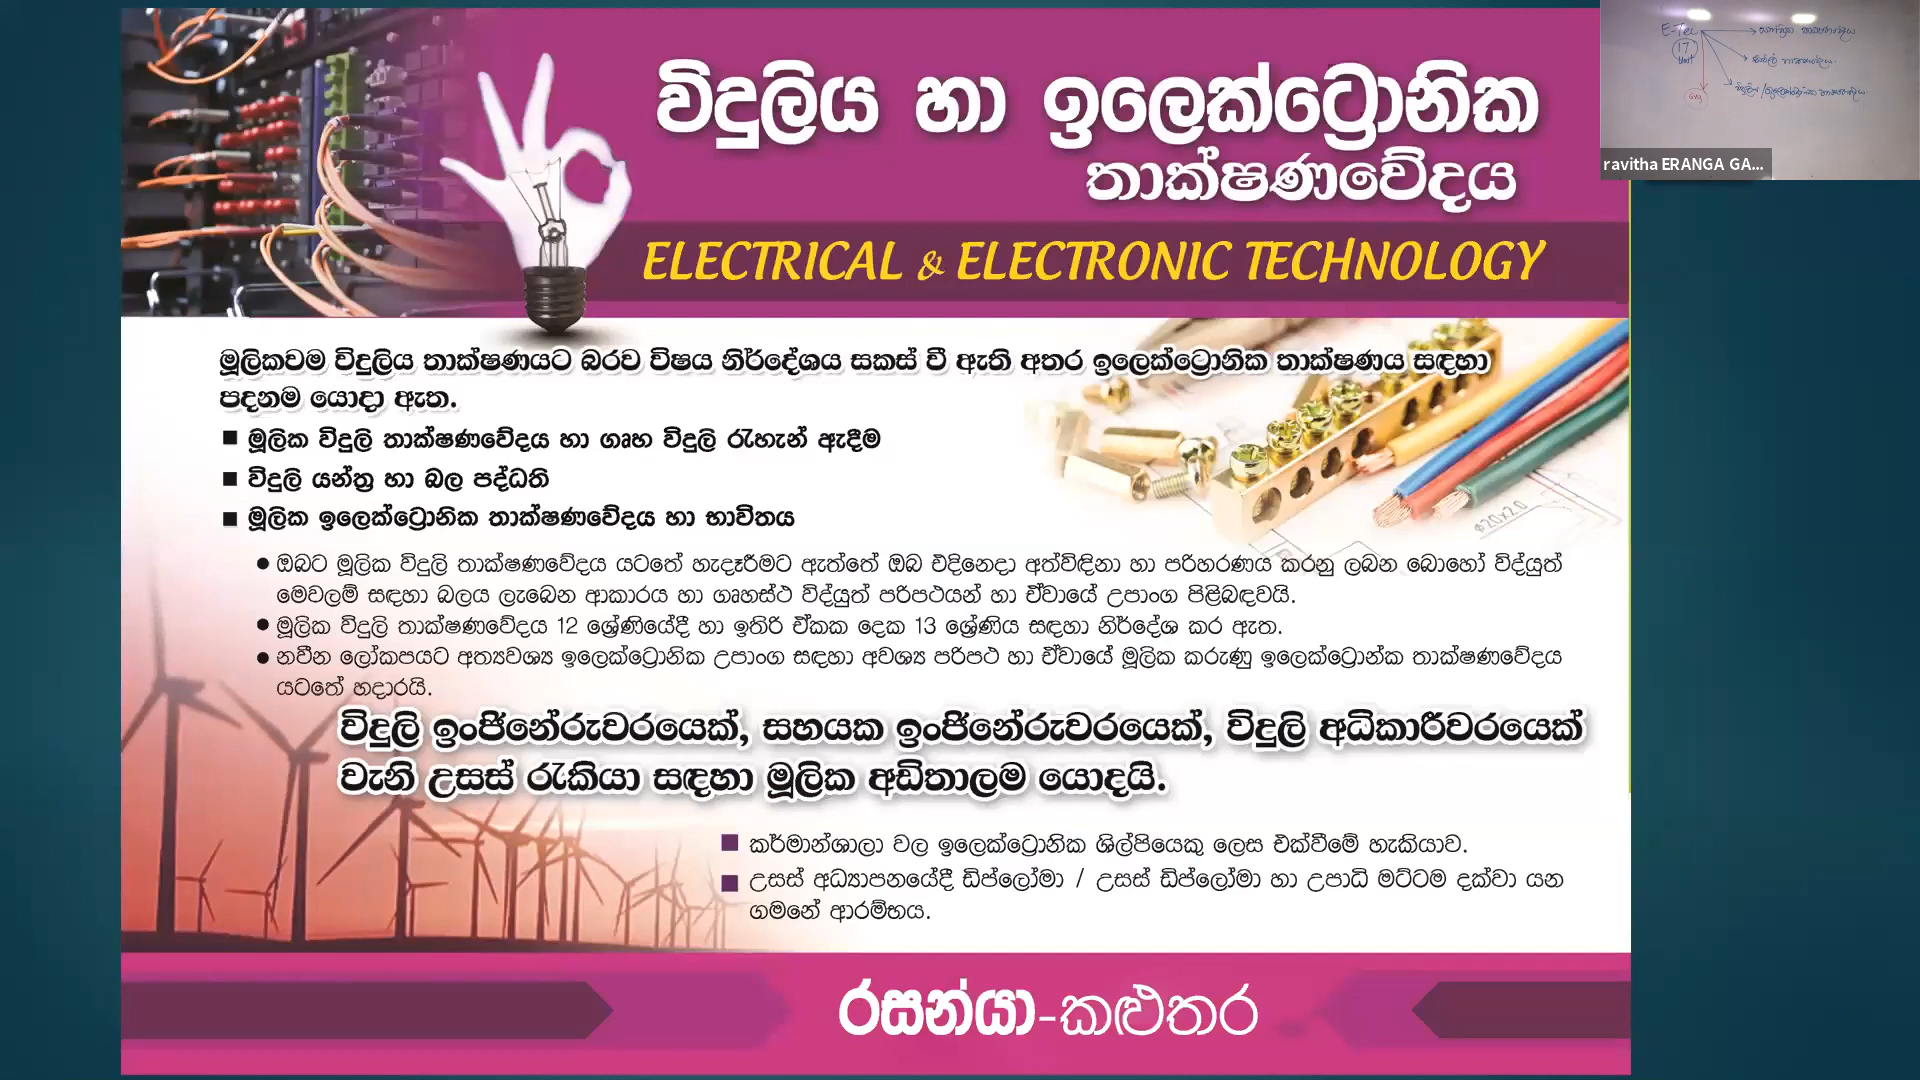 විදුලිය හා ඉලෙක්ට්‍රොනික
තාක්ෂණවේදය
ELECTRICAL & ELECTRONIC TECHNOLOGY
E-Tec
17
Unit
ravitha ERANGA GA...
මූලිකවම විදුලිය තාක්ෂණයට බරව විෂය නිර්දේශය සකස් වී ඇති අතර ඉලෙක්ට්‍රොනික තාක්ෂණය සඳහා
පදනම යොදා ඇත.
■ මූලික විදුලි තාක්ෂණවේදය හා ගෘහ විදුලි රැහැන් ඇදීම
■ විදුලි යන්ත්‍ර හා බල පද්ධති
■ මූලික ඉලෙක්ට්‍රොනික තාක්ෂණවේදය හා භාවිතය
Φ20x2.0
● ඔබට මූලික විදුලි තාක්ෂණවේදය යටතේ හැදෑරීමට ඇත්තේ ඔබ එදිනෙදා අත්විඳිනා හා පරිහරණය කරනු ලබන බොහෝ විද්යුත්
මෙවලම් සඳහා බලය ලැබෙන ආකාරය හා ගෘහස්ථ විද්යුත් පරිපථයන් හා ඒවායේ උපාංග පිළිබඳවයි.
● මූලික විදුලි තාක්ෂණවේදය 12 ශ්‍රේණියේදී හා ඉතිරි ඒකක දෙක 13 ශ්‍රේණිය සඳහා නිර්දේශ කර ඇත.
● නවීන ලෝකපයට අත්‍යවශ්‍ය ඉලෙක්ට්‍රොනික උපාංග සඳහා අවශ්‍ය පරිපථ හා ඒවායේ මූලික කරුණු ඉලෙක්ට්‍රොන්ක තාක්ෂණවේදය
යටතේ හදාරයි.
විදුලි ඉංජිනේරුවරයෙක්, සහයක ඉංජිනේරුවරයෙක්, විදුලි අධිකාරීවරයෙක්
වැනි උසස් රැකියා සඳහා මූලික අඩිතාලම යොදයි.
■ කර්මාන්ශාලා වල ඉලෙක්ට්‍රොනික ශිල්පියෙකු ලෙස එක්වීමේ හැකියාව.
■ උසස් අධ්‍යාපනයේදී ඩිප්ලෝමා / උසස් ඩිප්ලෝමා හා උපාධි මට්ටම දක්වා යන
ගමනේ ආරම්භය.
රසන්යා-කළුතර